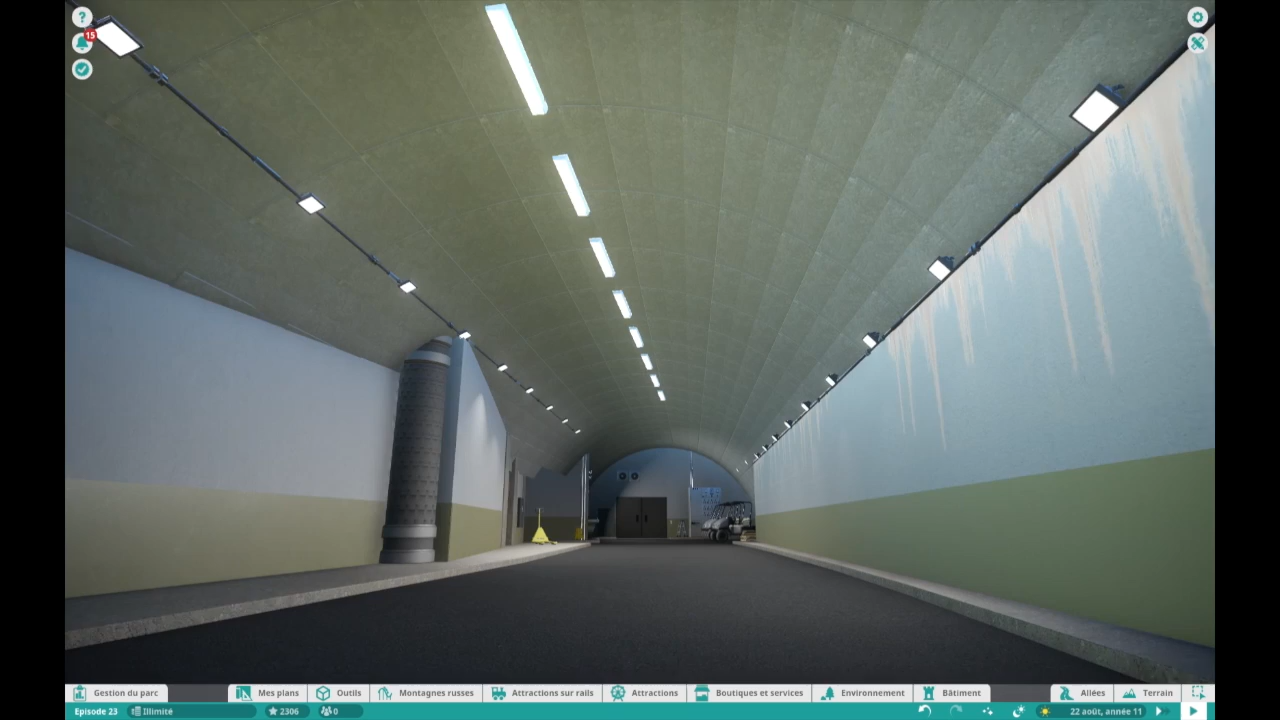 15
Gestion du parc
Mes plans
Outils
Montagnes russes
Attractions sur rails
Attractions
Boutiques et services
Environnement
Bâtiment
Allées
Terrain
Episode 23
Illimité
2306
0
22 août, année 11